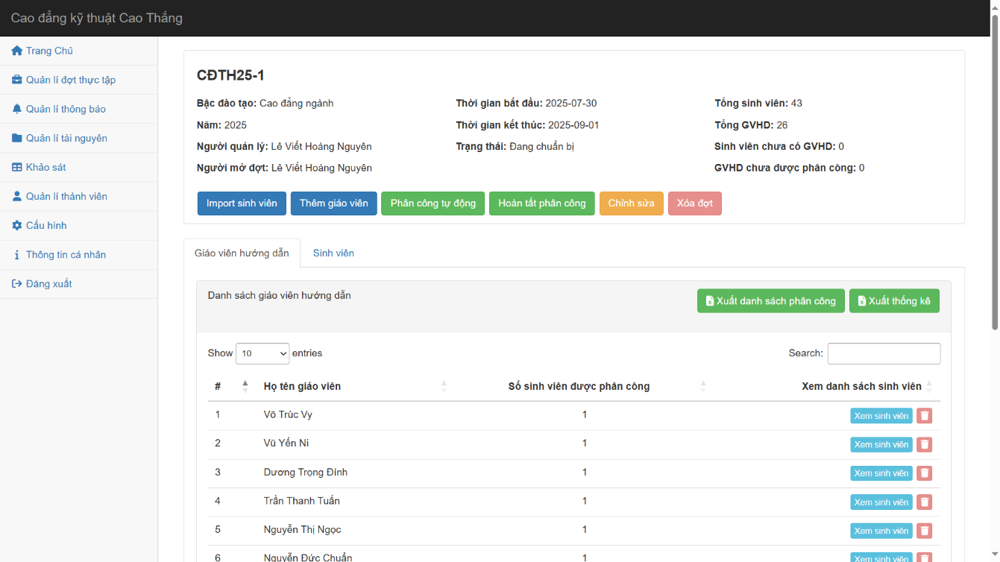 Cao đẳng kỹ thuật Cao Thắng
Trang Chủ
Quản lí đợt thực tập
Quản lí thông báo
Quản lí tài nguyên
Khảo sát
Quản lí thành viên
Cấu hình
Thông tin cá nhân
Đăng xuất
CĐTH25-1
Bậc đào tạo: Cao đẳng ngành
Năm: 2025
Người quản lý: Lê Viết Hoàng Nguyên
Người mở đợt: Lê Viết Hoàng Nguyên
Thời gian bắt đầu: 2025-07-30
Thời gian kết thúc: 2025-09-01
Trạng thái: Đang chuẩn bị
Tổng sinh viên: 43
Tổng GVHD: 26
Sinh viên chưa có GVHD: 0
GVHD chưa được phân công: 0
Import sinh viên Thêm giáo viên Phân công tự động Hoàn tất phân công Chỉnh sửa Xóa đợt
Giáo viên hướng dẫn Sinh viên
Danh sách giáo viên hướng dẫn
Xuất danh sách phân công Xuất thống kê
Show 10 entries Search:
# Họ tên giáo viên Số sinh viên được phân công Xem danh sách sinh viên
1 Võ Trúc Vy 1 Xem sinh viên
2 Vũ Yến Ni 1 Xem sinh viên
3 Dương Trọng Đính 1 Xem sinh viên
4 Trần Thanh Tuấn 1 Xem sinh viên
5 Nguyễn Thị Ngọc 1 Xem sinh viên
6 Nguyễn Đức Chuẩn 1 Xem sinh viên